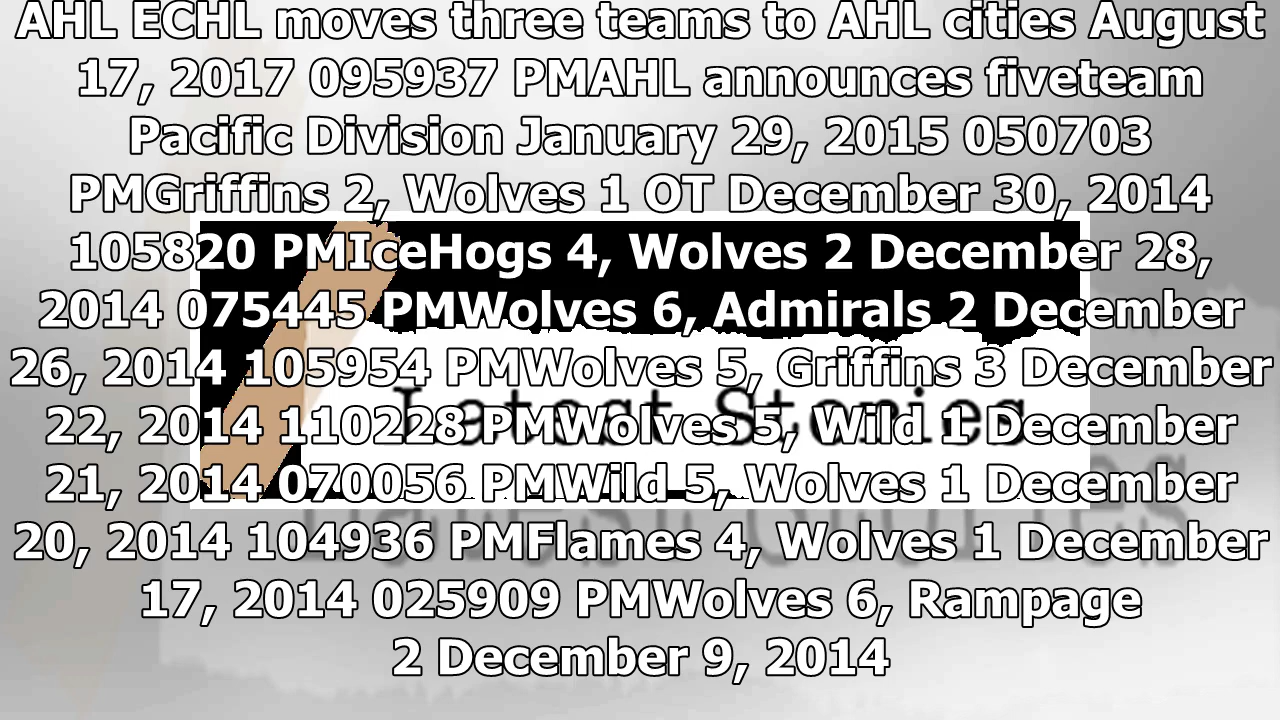 AHL ECHL moves three teams to AHL cities August
17, 2017 095937 PMAHL announces fiveteam
Pacific Division January 29, 2015 050703
PMGriffins 2, Wolves 1 OT December 30, 2014
105820 PMIceHogs 4, Wolves 2 December 28,
2014 075445 PMWolves 6, Admirals 2 December
26, 2014 105954 PMWolves 5, Griffins 3 December
Latest Stories
22, 2014 110228 PMWolves 5, Wild 1 December
21, 2014 070056 PMWild 5, Wolves 1 December
20, 2014 104936 PMFlames 4, Wolves 1 December
17, 2014 025909 PMWolves 6, Rampage
2 December 9, 2014